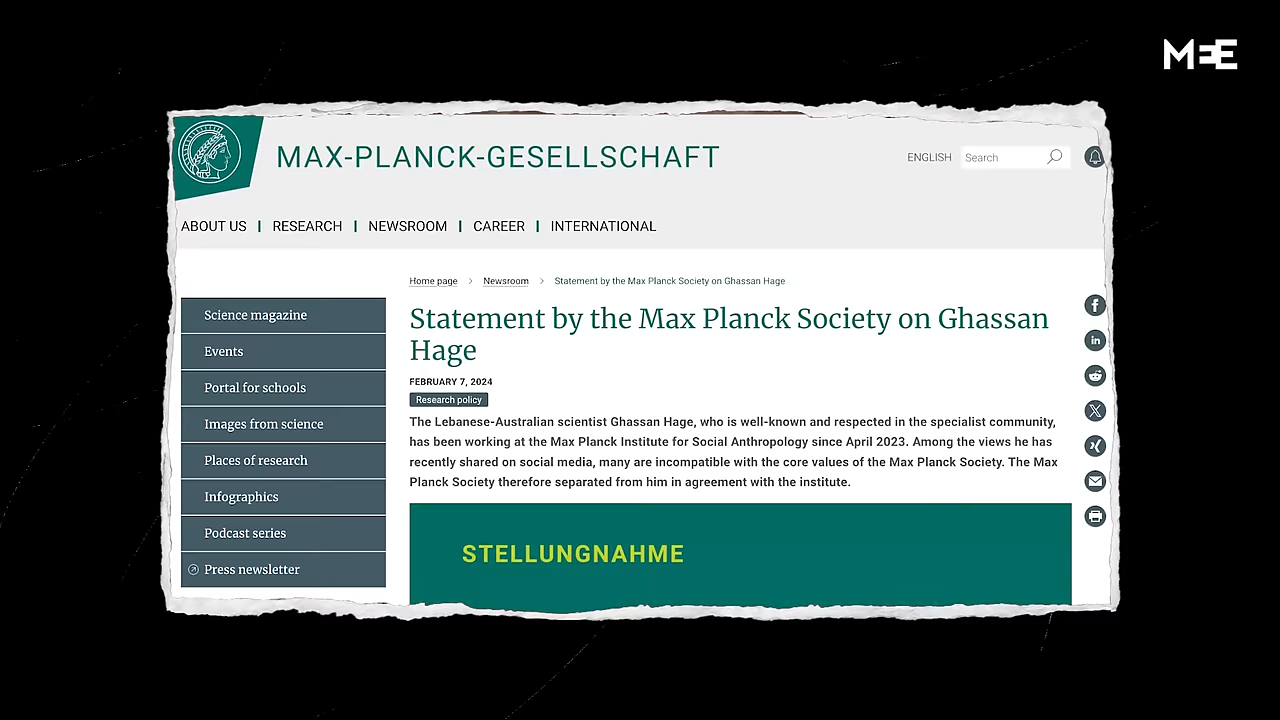 MEE
MAX-PLANCK-GESELLSCHAFT
ENGLISH
Search
ABOUT US
RESEARCH
NEWSROOM
CAREER
INTERNATIONAL
Home page
Newsroom
Statement by the Max Planck Society on Ghassan Hage
Science magazine
Events
Portal for schools
Images from science
Places of research
Infographics
Podcast series
Press newsletter
Statement by the Max Planck Society on Ghassan
Hage
FEBRUARY 7, 2024
Research policy
The Lebanese-Australian scientist Ghassan Hage, who is well-known and respected in the specialist community,
has been working at the Max Planck Institute for Social Anthropology since April 2023. Among the views he has
recently shared on social media, many are incompatible with the core values of the Max Planck Society. The Max
Planck Society therefore separated from him in agreement with the institute.
STELLUNGNAHME